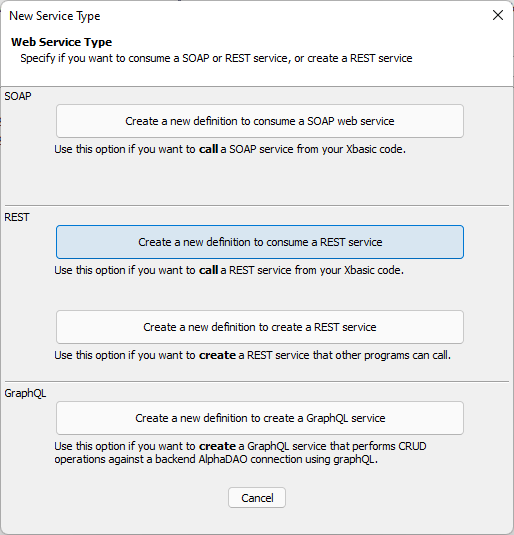 New Service Type
Web Service Type
Specify if you want to consume a SOAP or REST service, or create a REST service
SOAP
Create a new definition to consume a SOAP web service
Use this option if you want to call a SOAP service from your Xbasic code.
REST
Create a new definition to consume a REST service
Use this option if you want to call a REST service from your Xbasic code.
Create a new definition to create a REST service
Use this option if you want to create a REST service that other programs can call.
GraphQL
Create a new definition to create a GraphQL service
Use this option if you want to create a GraphQL service that performs CRUD
operations against a backend AlphaDAO connection using graphQL.
Cancel